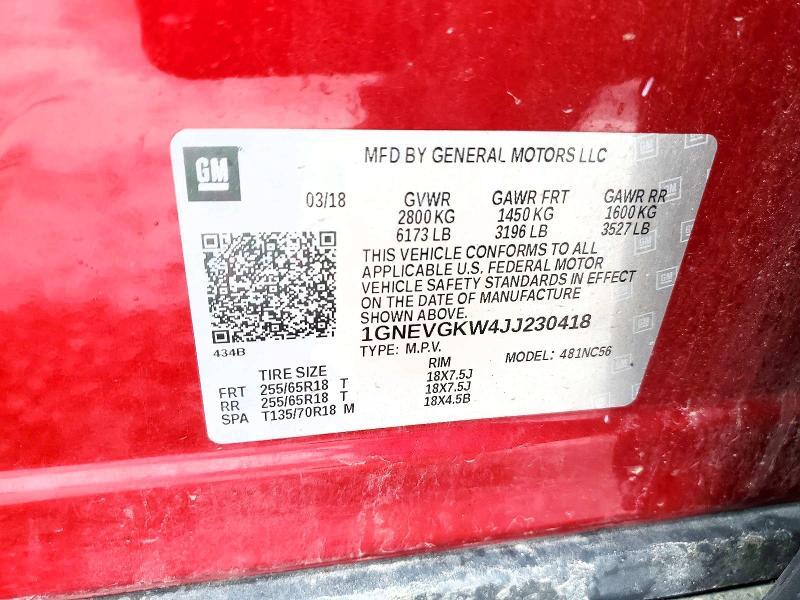 GM
MFD BY GENERAL MOTORS LLC
03/18 GVWR GAWR FRT GAWR RR
2800 KG 1450 KG 1600 KG
6173 LB 3196 LB 3527 LB
THIS VEHICLE CONFORMS TO ALL
APPLICABLE U.S. FEDERAL MOTOR
VEHICLE SAFETY STANDARDS IN EFFECT
ON THE DATE OF MANUFACTURE
SHOWN ABOVE.
1GNEVGKW4JJ230418
434B
TYPE: M.P.V. MODEL: 481NC56
TIRE SIZE RIM
FRT 255/65R18 T 18X7.5J
RR 255/65R18 T 18X7.5J
SPA T135/70R18 M 18X4.5B